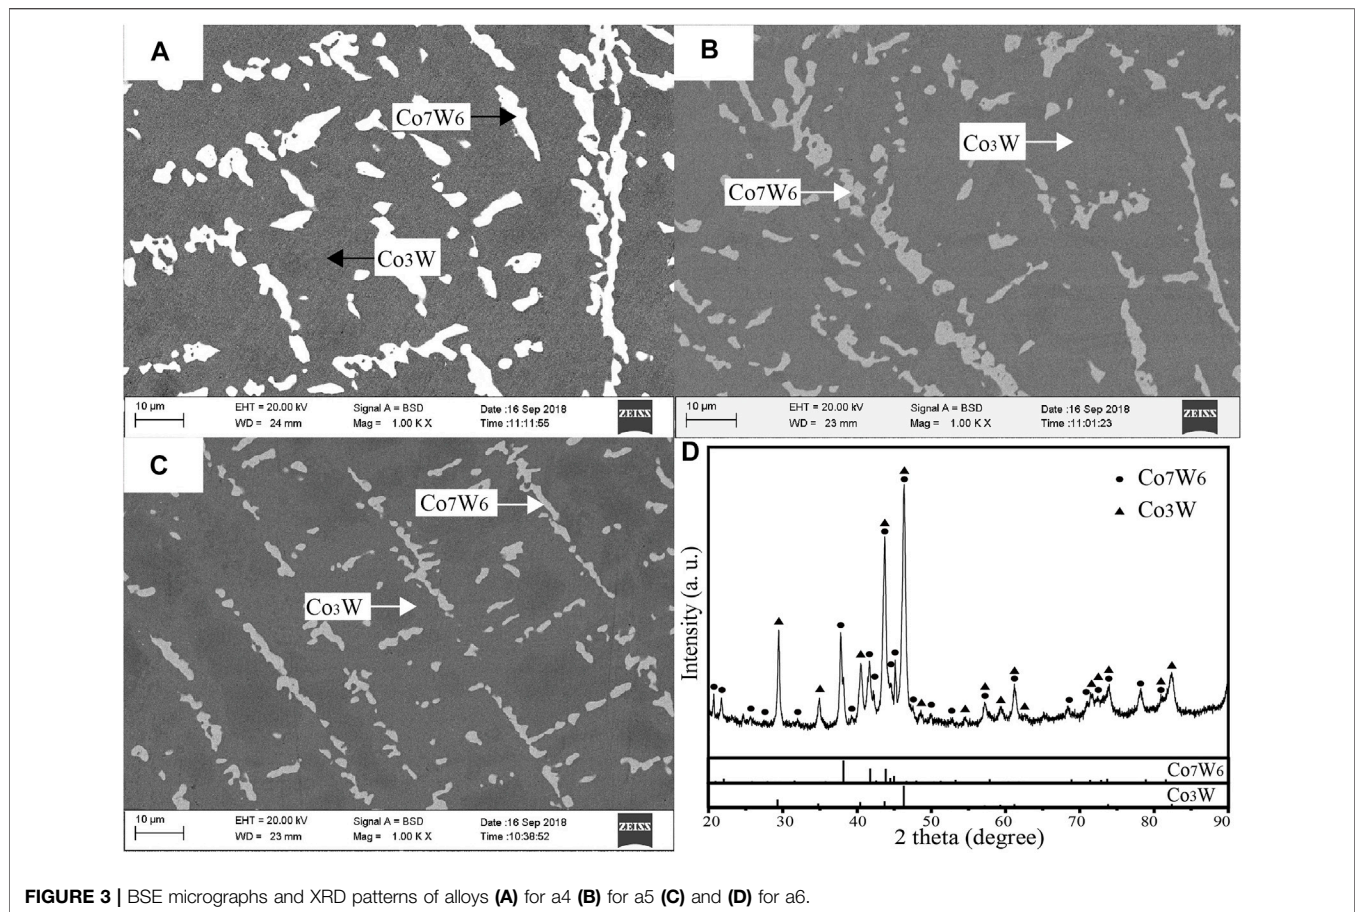 A
Co7W6
Co3W
10 µm
EHT = 20.00 kV
Signal A = BSD
Date :16 Sep 2018
WD = 24 mm
Mag = 1.00 K X
Time :11:11:55
ZEISS
B
Co3W
Co7W6
10 µm
EHT = 20.00 kV
Signal A = BSD
Date :16 Sep 2018
WD = 23 mm
Mag = 1.00 K X
Time :11:01:23
ZEISS
C
Co7W6
Co3W
10 µm
EHT = 20.00 kV
Signal A = BSD
Date :16 Sep 2018
WD = 23 mm
Mag = 1.00 K X
Time :10:38:52
ZEISS
D
Co7W6
Co3W
Intensity (a. u.)
Co7W6
Co3W
20 30 40 50 60 70 80 90
2 theta (degree)
FIGURE 3 | BSE micrographs and XRD patterns of alloys (A) for a4 (B) for a5 (C) and (D) for a6.